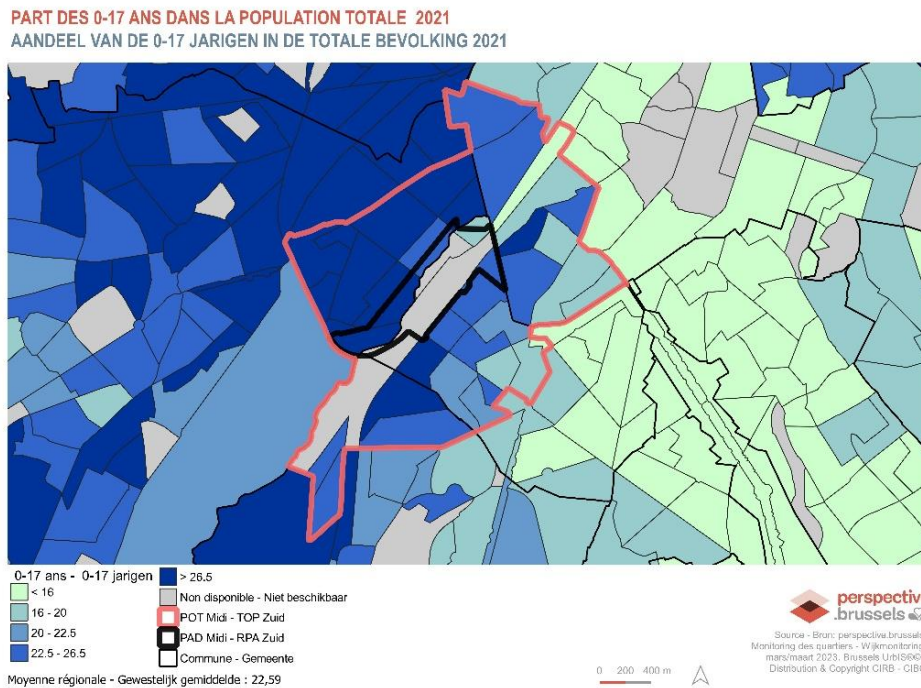 PART DES 0-17 ANS DANS LA POPULATION TOTALE 2021
AANDEEL VAN DE 0-17 JARIGEN IN DE TOTALE BEVOLKING 2021
0-17 ans - 0-17 jarigen
< 16
16 - 20
20 - 22.5
22.5 - 26.5
> 26.5
Non disponible - Niet beschikbaar
POT Midi - TOP Zuid
PAD Midi - RPA Zuid
Commune - Gemeente
Moyenne régionale - Gewestelijk gemiddelde : 22,59
0 200 400 m
perspective
.brussels
Source - Bron: perspective.brussels
Monitoring des quartiers - Wijkmonitoring
mars/maart 2023. Brussels UrbIS®©
Distribution & Copyright CIRB - CIBG